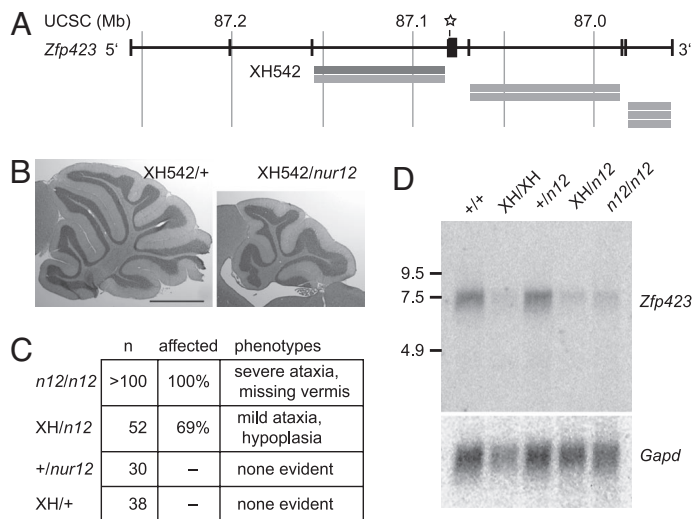 A
UCSC (Mb) 87.2 87.1 87.0
Zfp423 5‘ 3‘
XH542
B
XH542/+ XH542/nur12
C
n affected phenotypes
n12/n12 >100 100% severe ataxia, missing vermis
XH/n12 52 69% mild ataxia, hypoplasia
+/nur12 30 – none evident
XH/+ 38 – none evident
D
+/+ XH/XH +/n12 XH/n12 n12/n12
9.5
7.5 Zfp423
4.9
Gapd